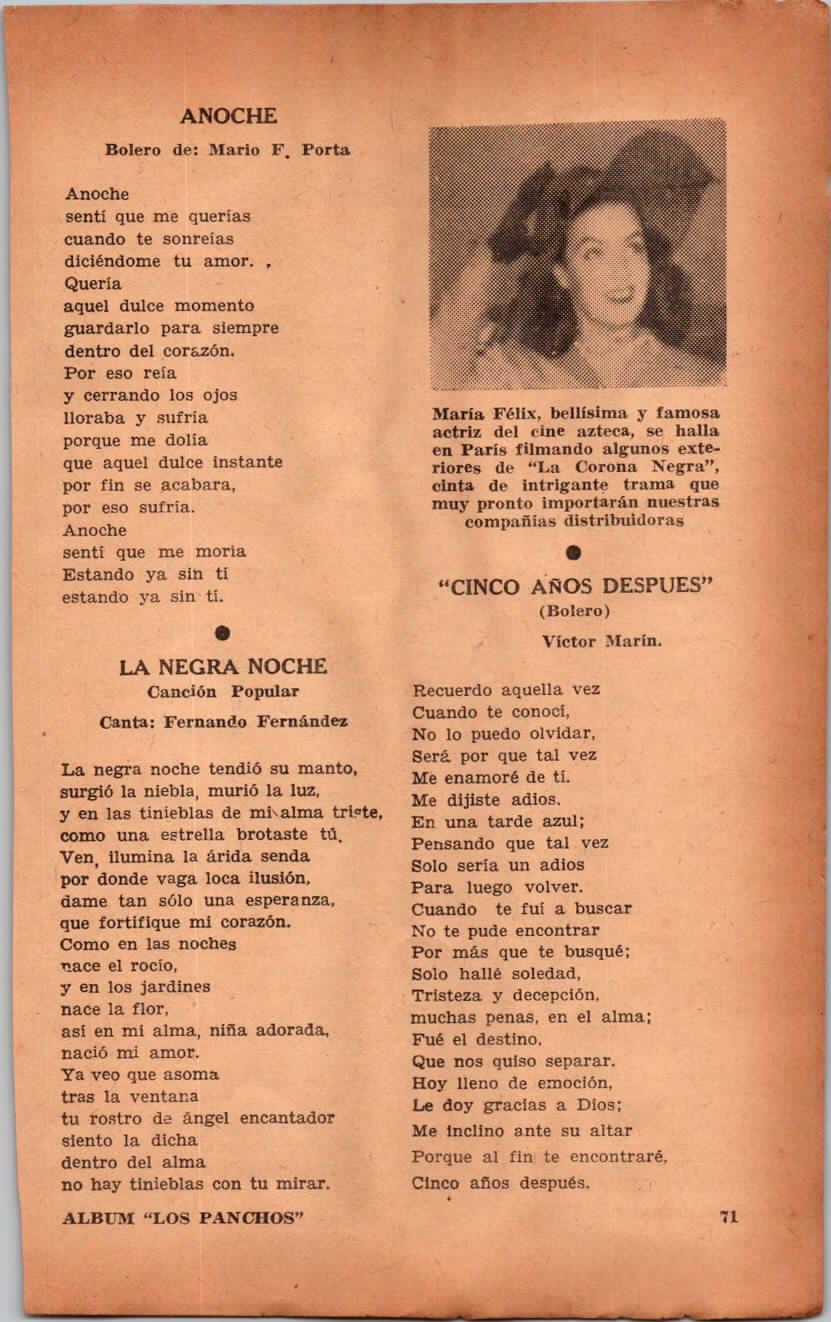 ANOCHE
Bolero de: Mario F. Porta
Anoche
sentí que me querías
cuando te sonreías
diciéndome tu amor. .
Quería
aquel dulce momento
guardarlo para siempre
dentro del corazón.
Por eso reía
y cerrando los ojos
lloraba y sufría
porque me dolía
que aquel dulce instante
por fin se acabara,
por eso sufría.
Anoche
sentí que me moría
Estando ya sin tí
estando ya sin tí.
LA NEGRA NOCHE
Canción Popular
Canta: Fernando Fernández
La negra noche tendió su manto,
surgió la niebla, murió la luz,
y en las tinieblas de mi alma triste,
como una estrella brotaste tú.
Ven, ilumina la árida senda
por donde vaga loca ilusión,
dame tan sólo una esperanza,
que fortifique mi corazón.
Como en las noches
nace el rocío,
y en los jardines
nace la flor,
así en mi alma, niña adorada,
nació mi amor.
Ya veo que asoma
tras la ventana
tu rostro de ángel encantador
siento la dicha
dentro del alma
no hay tinieblas con tu mirar.
María Félix, bellísima y famosa
actriz del cine azteca, se halla
en París filmando algunos exte-
riores de “La Corona Negra”,
cinta de intrigante trama que
muy pronto importarán nuestras
compañías distribuidoras
“CINCO AÑOS DESPUES”
(Bolero)
Víctor Marín.
Recuerdo aquella vez
Cuando te conocí,
No lo puedo olvidar,
Será por que tal vez
Me enamoré de tí.
Me dijiste adios.
En una tarde azul;
Pensando que tal vez
Solo sería un adios
Para luego volver.
Cuando te fuí a buscar
No te pude encontrar
Por más que te busqué;
Solo hallé soledad,
Tristeza y decepción,
muchas penas, en el alma;
Fué el destino,
Que nos quiso separar.
Hoy lleno de emoción,
Le doy gracias a Dios;
Me inclino ante su altar
Porque al fin te encontraré,
Cinco años después.
ALBUM “LOS PANCHOS”
71